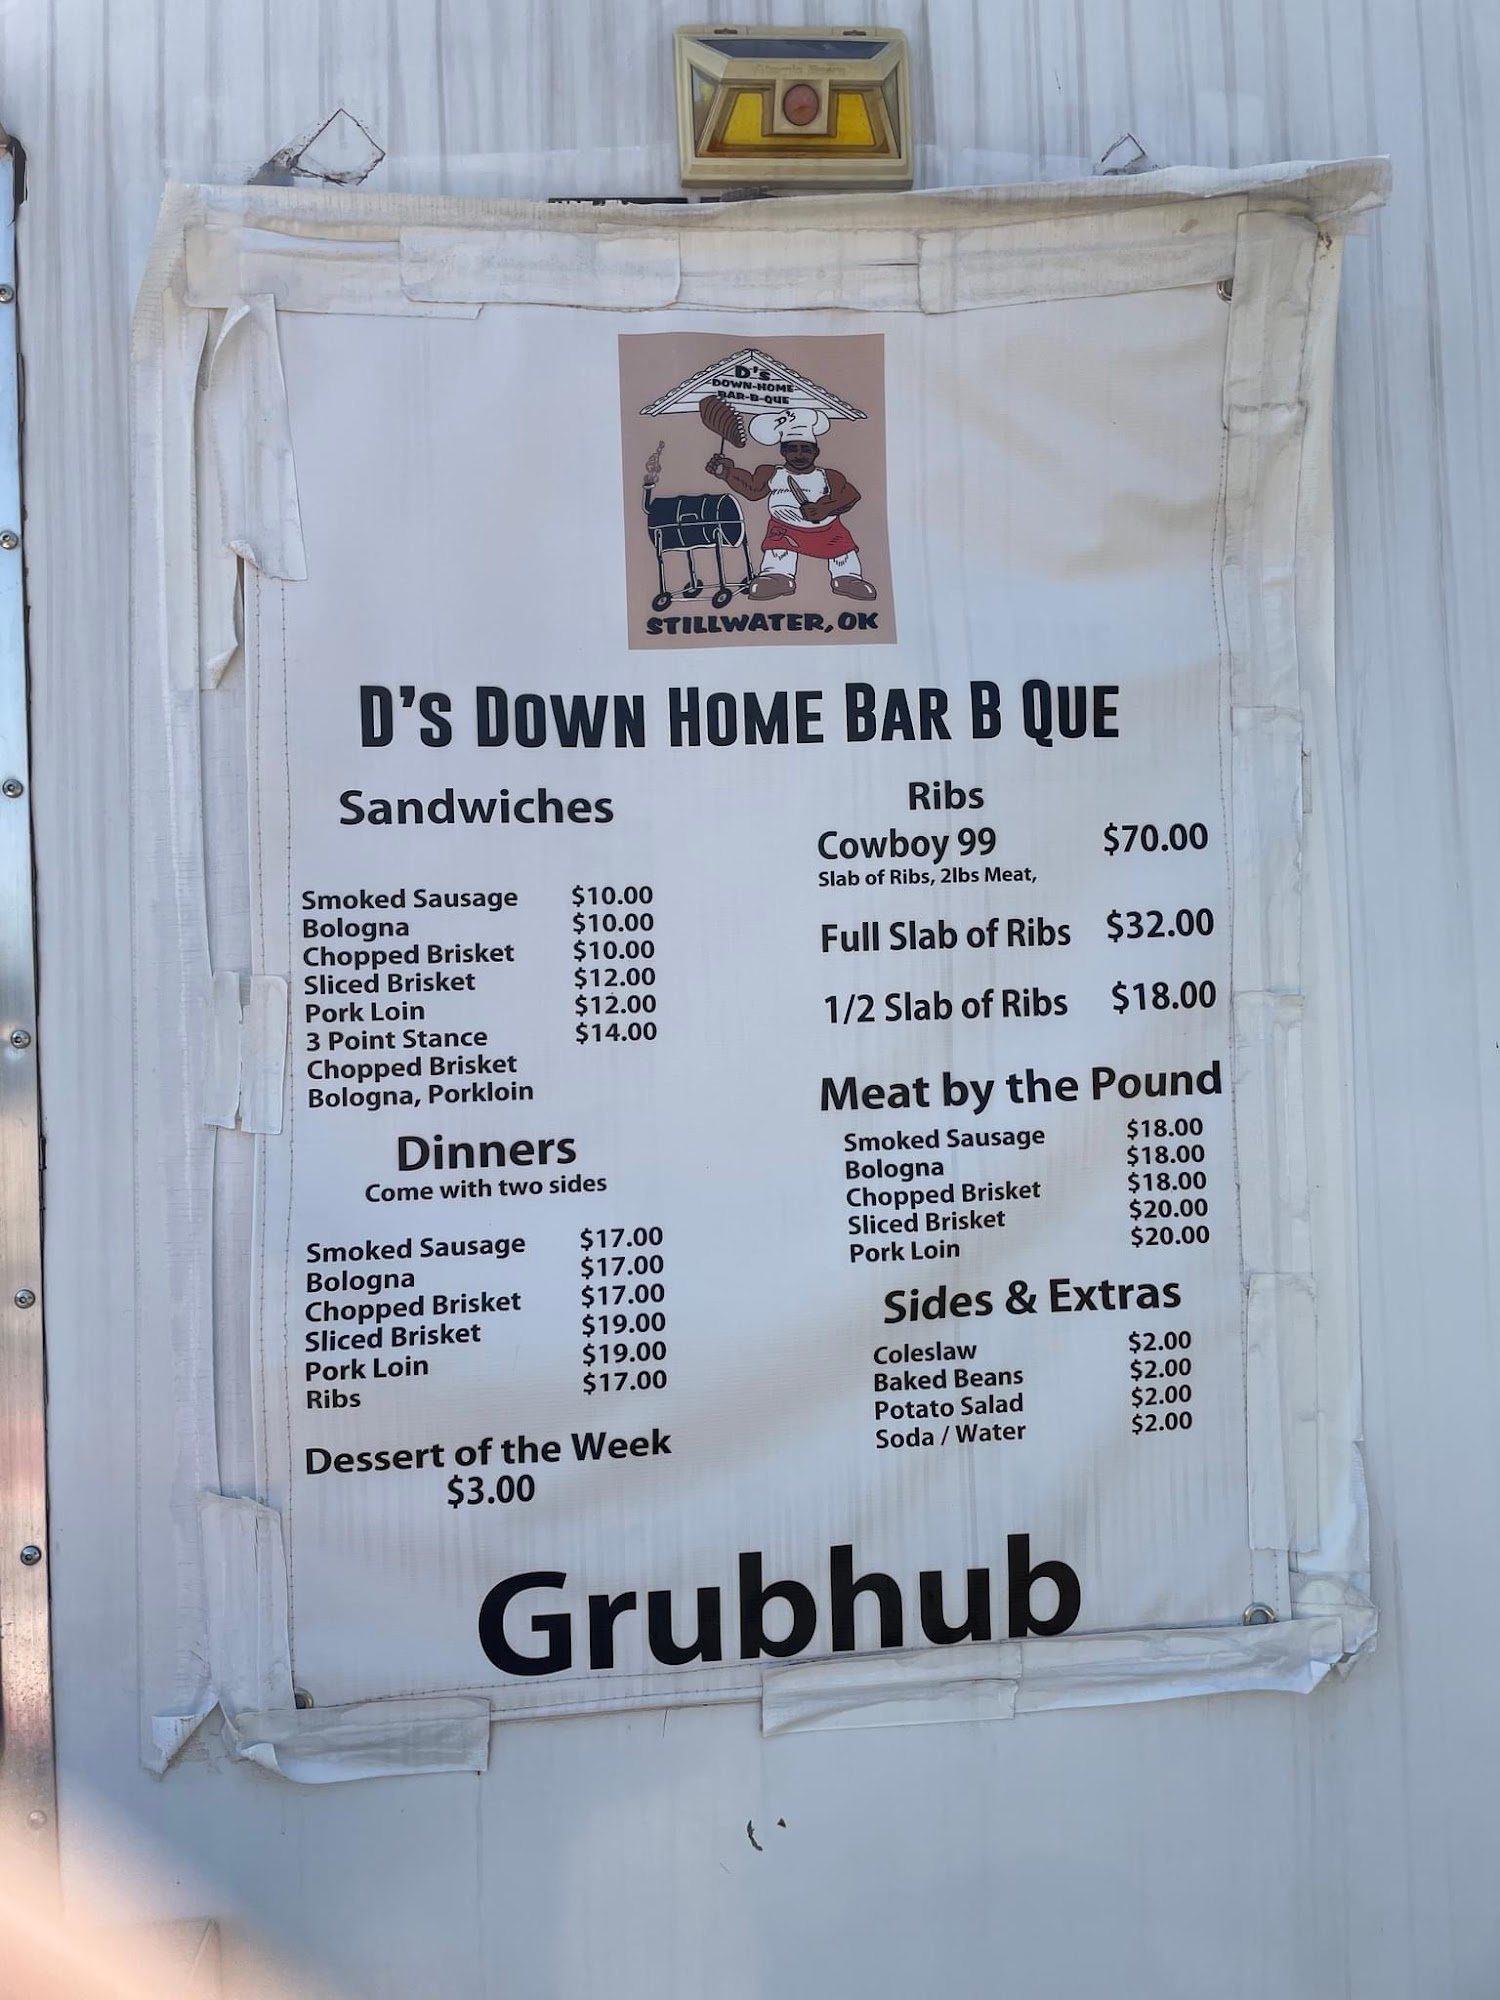 D's
DOWN-HOME
BAR-B-QUE
D's
STILLWATER, OK
D's Down Home Bar B Que
Sandwiches
Smoked Sausage $10.00
Bologna $10.00
Chopped Brisket $10.00
Sliced Brisket $12.00
Pork Loin $12.00
3 Point Stance $14.00
Chopped Brisket
Bologna, Porkloin
Dinners
Come with two sides
Smoked Sausage $17.00
Bologna $17.00
Chopped Brisket $17.00
Sliced Brisket $19.00
Pork Loin $19.00
Ribs $17.00
Dessert of the Week
$3.00
Ribs
Cowboy 99 $70.00
Slab of Ribs, 2lbs Meat,
Full Slab of Ribs $32.00
1/2 Slab of Ribs $18.00
Meat by the Pound
Smoked Sausage $18.00
Bologna $18.00
Chopped Brisket $18.00
Sliced Brisket $20.00
Pork Loin $20.00
Sides & Extras
Coleslaw $2.00
Baked Beans $2.00
Potato Salad $2.00
Soda / Water $2.00
Grubhub